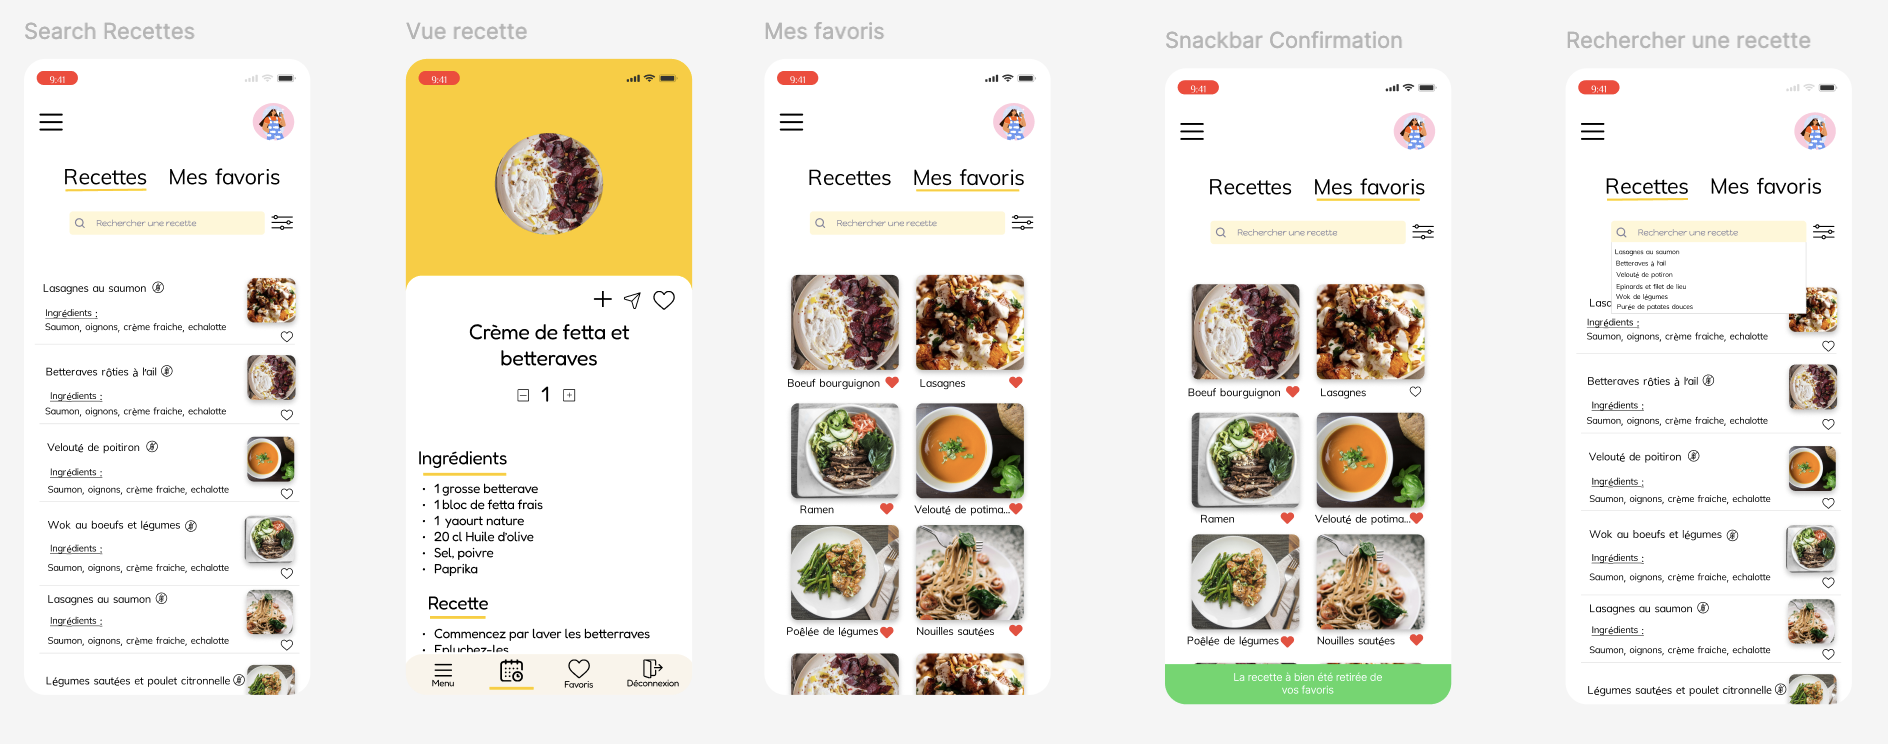 Search Recettes
9:41
Recettes Mes favoris
Rechercher une recette
Lasagnes au saumon
Ingrédients :
Saumon, oignons, crème fraiche, echalotte
Betteraves rôties à l'ail
Ingrédients :
Saumon, oignons, crème fraiche, echalotte
Velouté de poitiron
Ingrédients :
Saumon, oignons, crème fraiche, echalotte
Wok au boeufs et légumes
Ingrédients :
Saumon, oignons, crème fraiche, echalotte
Lasagnes au saumon
Ingrédients :
Saumon, oignons, crème fraiche, echalotte
Légumes sautées et poulet citronnelle
Vue recette
9:41
Crème de fetta et
betteraves
1
Ingrédients
• 1 grosse betterave
• 1 bloc de fetta frais
• 1 yaourt nature
• 20 cl Huile d'olive
• Sel, poivre
• Paprika
Recette
• Commencez par laver les betteraves
• Epluchez-les
Menu Favoris Déconnexion
Mes favoris
9:41
Recettes Mes favoris
Rechercher une recette
Boeuf bourguignon Lasagnes
Ramen Velouté de potima...
Poêlée de légumes Nouilles sautées
Snackbar Confirmation
9:41
Recettes Mes favoris
Rechercher une recette
Boeuf bourguignon Lasagnes
Ramen Velouté de potima...
Poêlée de légumes Nouilles sautées
La recette à bien été retirée de
vos favoris
Rechercher une recette
9:41
Recettes Mes favoris
Rechercher une recette
Lasagnes au saumon
Betteraves à l'ail
Velouté de potiron
Epinards et filet de lieu
Wok de légumes
Purée de patates douces
Lasa
Ingrédients :
Saumon, oignons, crème fraiche, echalotte
Betteraves rôties à l'ail
Ingrédients :
Saumon, oignons, crème fraiche, echalotte
Velouté de poitiron
Ingrédients :
Saumon, oignons, crème fraiche, echalotte
Wok au boeufs et légumes
Ingrédients :
Saumon, oignons, crème fraiche, echalotte
Lasagnes au saumon
Ingrédients :
Saumon, oignons, crème fraiche, echalotte
Légumes sautées et poulet citronnelle